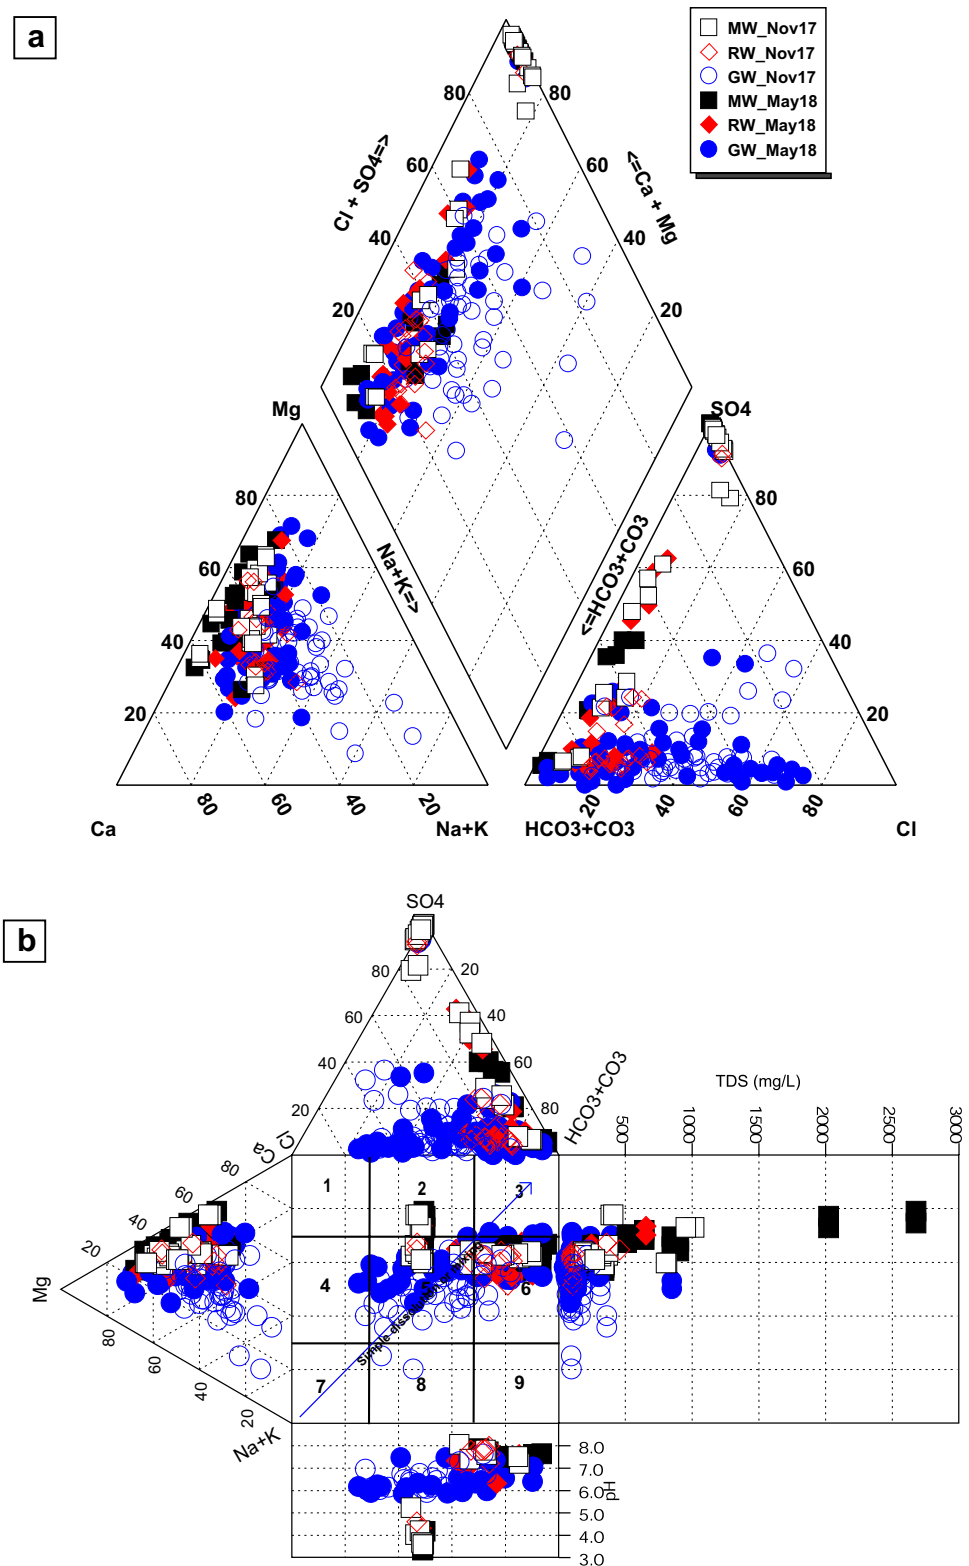 a
MW_Nov17
RW_Nov17
GW_Nov17
MW_May18
RW_May18
GW_May18
80
80
60
60
40
40
20
20
Cl + SO4=>
<=Ca + Mg
Mg
SO4
80
60
40
20
Na+K=>
<=HCO3+CO3
80
60
40
20
80
60
40
20
20
40
60
80
Ca
Na+K
HCO3+CO3
Cl
b
SO4
80
20
60
40
40
60
20
80
Cl
HCO3+CO3
TDS (mg/L)
500
1000
1500
2000
2500
3000
Ca
80
60
40
20
Mg
80
60
40
20
Na+K
1
2
3
4
5
6
7
8
9
Simple dissolution or mixing
8.0
7.0
6.0
5.0
4.0
3.0
pH